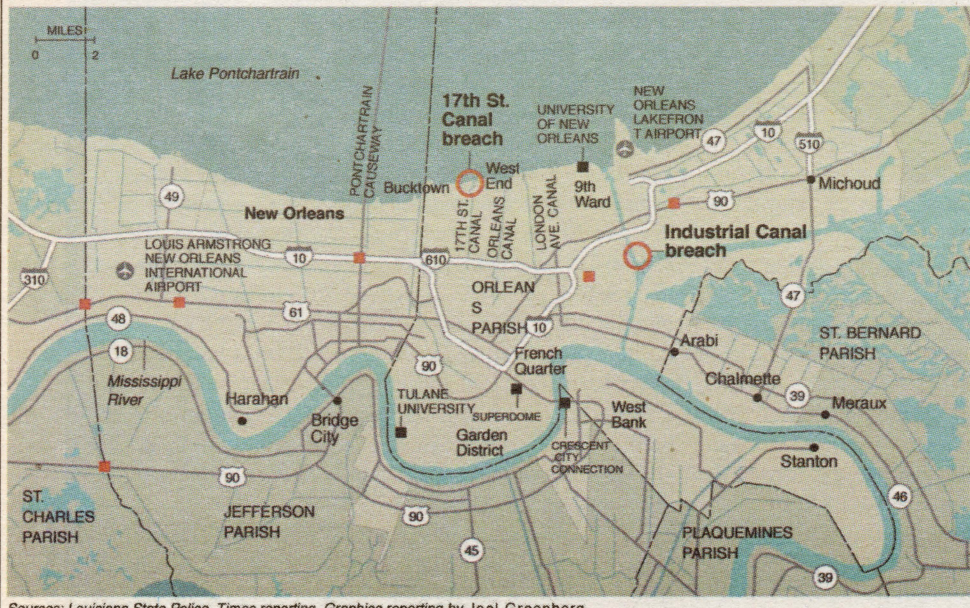 MILES
0 2
Lake Pontchartrain
PONTCHARTRAIN
CAUSEWAY
17th St.
Canal
breach
UNIVERSITY
OF NEW
ORLEANS
NEW
ORLEANS
LAKEFRON
T AIRPORT
47
10
510
Michoud
90
Bucktown
West
End
9th
Ward
49
New Orleans
17TH ST.
CANAL
ORLEANS
CANAL
LONDON
AVE. CANAL
Industrial Canal
breach
310
LOUIS ARMSTRONG
NEW ORLEANS
INTERNATIONAL
AIRPORT
10
610
ORLEAN
S
PARISH
10
47
61
48
18
Mississippi
River
90
French
Quarter
Arabi
ST. BERNARD
PARISH
Chalmette
39
Meraux
Harahan
Bridge
City
TULANE
UNIVERSITY
SUPERDOME
Garden
District
West
Bank
CRESCENT
CITY
CONNECTION
Stanton
90
46
ST.
CHARLES
PARISH
JEFFERSON
PARISH
90
45
PLAQUEMINES
PARISH
39
Sources: Louisiana State Police, Times reporting. Graphics reporting by Joel Greenberg